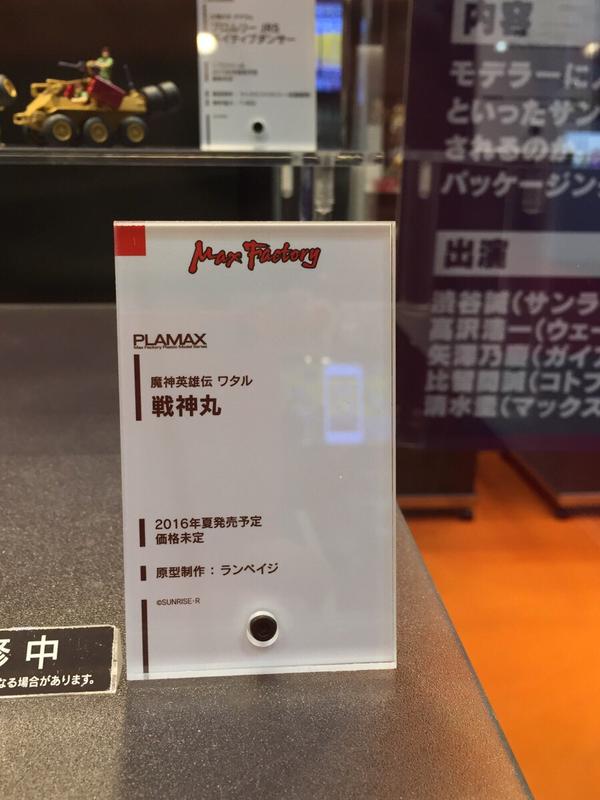 Max Factory
PLAMAX
Max Factory Plastic Model Series
魔神英雄伝 ワタル
戦神丸
2016年夏発売予定
価格未定
原型制作：ランペイジ
©SUNRISE・R
修中
なる場合があります。
内容
モデラーに
といったサン
されるのか
パッケージン
出演
渋谷誠（サンラ
高沢浩一（ウェー
矢澤乃慶（ガイ
比留間誠（コトブ
清水重（マックス